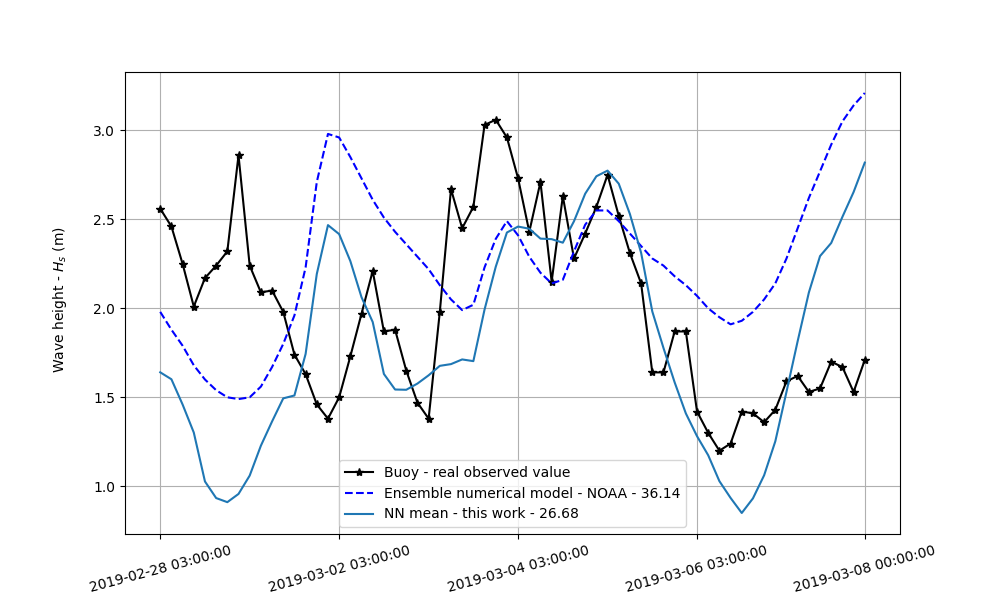 3.0
2.5
2.0
1.5
1.0
Wave height - Hₛ (m)
Buoy - real observed value
Ensemble numerical model - NOAA - 36.14
NN mean - this work - 26.68
2019-02-28 03:00:00
2019-03-02 03:00:00
2019-03-04 03:00:00
2019-03-06 03:00:00
2019-03-08 00:00:00